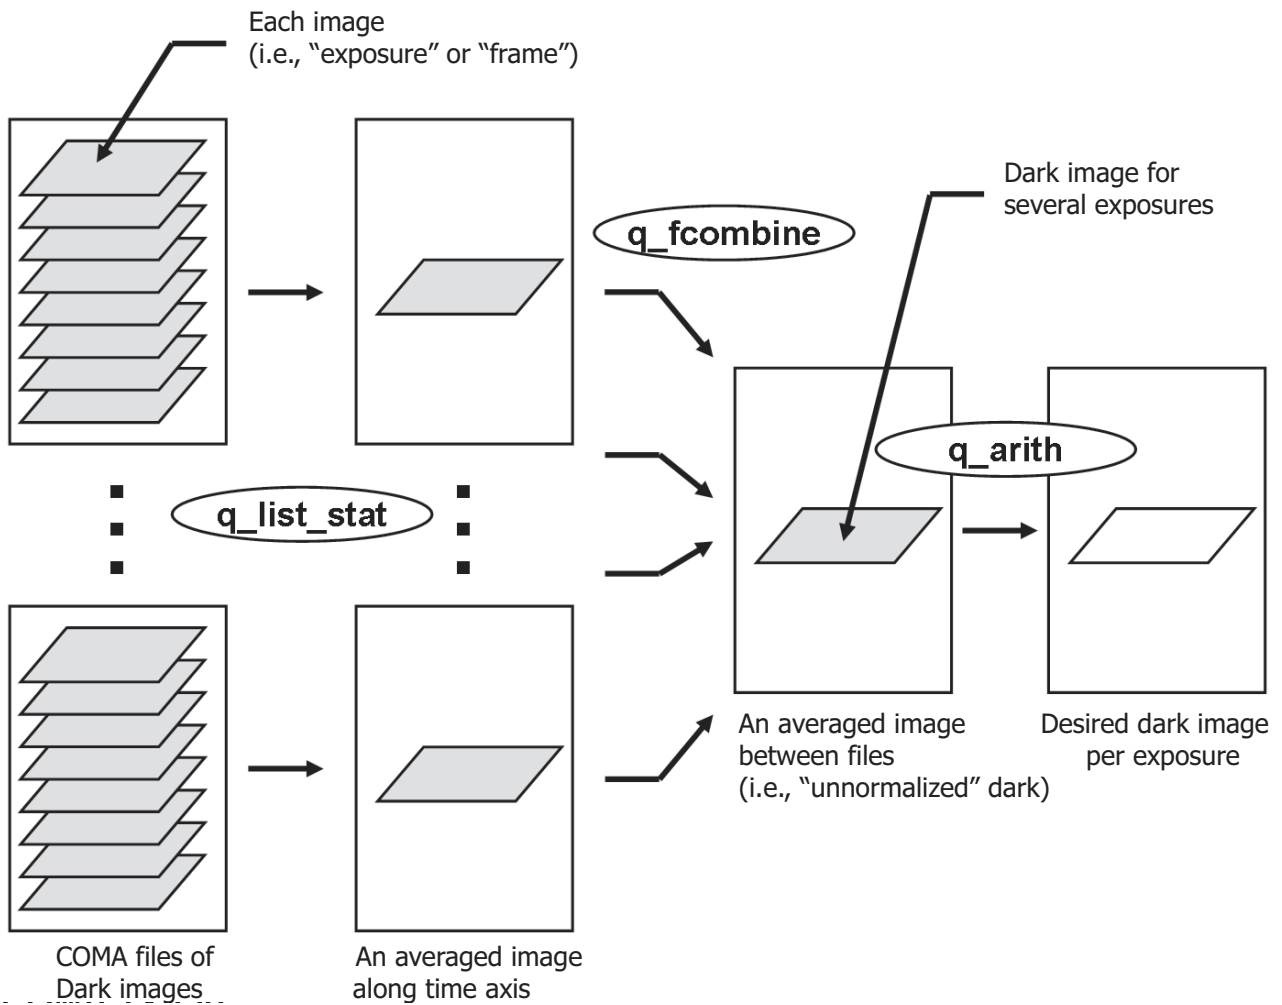 Each image
(i.e., “exposure” or “frame”)
Dark image for
several exposures
q_fcombine
q_arith
q_list_stat
An averaged image
between files
(i.e., “unnormalized” dark)
Desired dark image
per exposure
COMA files of
Dark images
An averaged image
along time axis